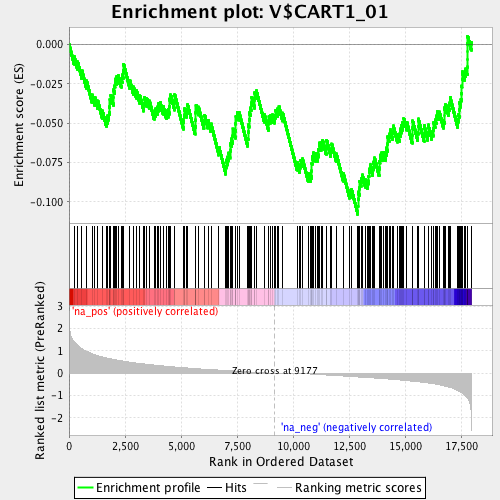 Enrichment plot: V$CART1_01
Enrichment score (ES)
0.000
-0.025
-0.050
-0.075
-0.100
'na_pos' (positively correlated)
Ranked list metric (PreRanked)
3
2
1
0
-1
-2
Zero cross at 9177
'na_neg' (negatively correlated)
0
2,500
5,000
7,500
10,000
12,500
15,000
17,500
Rank in Ordered Dataset
Enrichment profile
Hits
Ranking metric scores